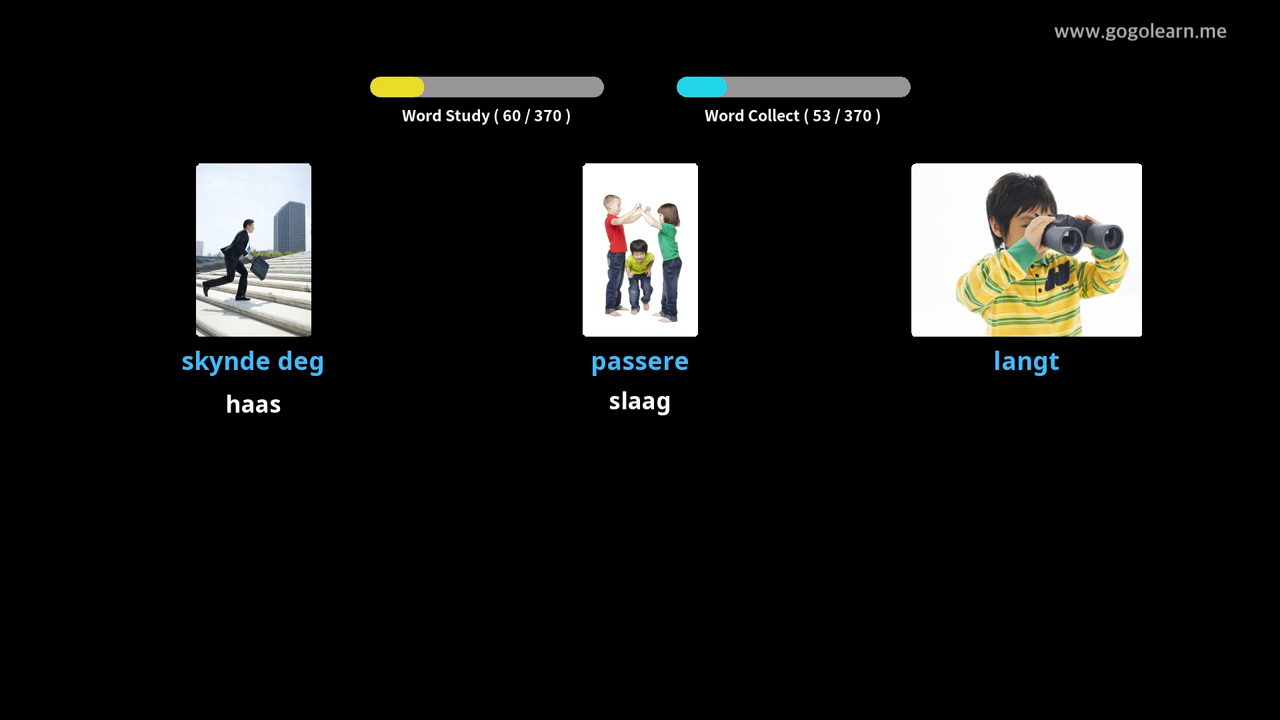 www.gogolearn.me
Word Study ( 60 / 370 )
Word Collect ( 53 / 370 )
skynde deg
haas
passere
slaag
langt